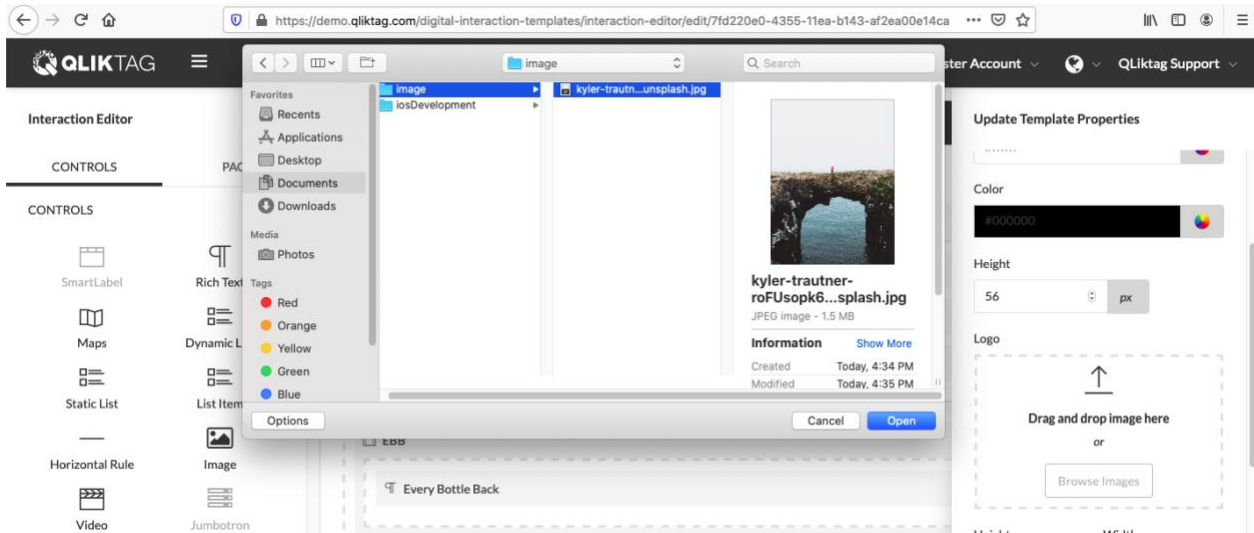 https://demo.qliktag.com/digital-interaction-templates/interaction-editor/edit/7fd220e0-4355-11ea-b143-af2ea00e14ca
QLIKTAG
image
Search
ster Account
QLiktag Support
Interaction Editor
CONTROLS
PAG
CONTROLS
SmartLabel
Rich Text
Maps
Dynamic L
Static List
List Item
Horizontal Rule
Image
Video
Jumbotron
Favorites
Recents
Applications
Desktop
Documents
Downloads
Media
Photos
Tags
Red
Orange
Yellow
Green
Blue
image
iosDevelopment
kyler-trautn...unsplash.jpg
kyler-trautner-
roFUsopk6...splash.jpg
JPEG image - 1.5 MB
Information Show More
Created Today, 4:34 PM
Modified Today, 4:35 PM
Options
Cancel
Open
EBB
Every Bottle Back
Update Template Properties
Color
#000000
Height
56
px
Logo
Drag and drop image here
or
Browse Images